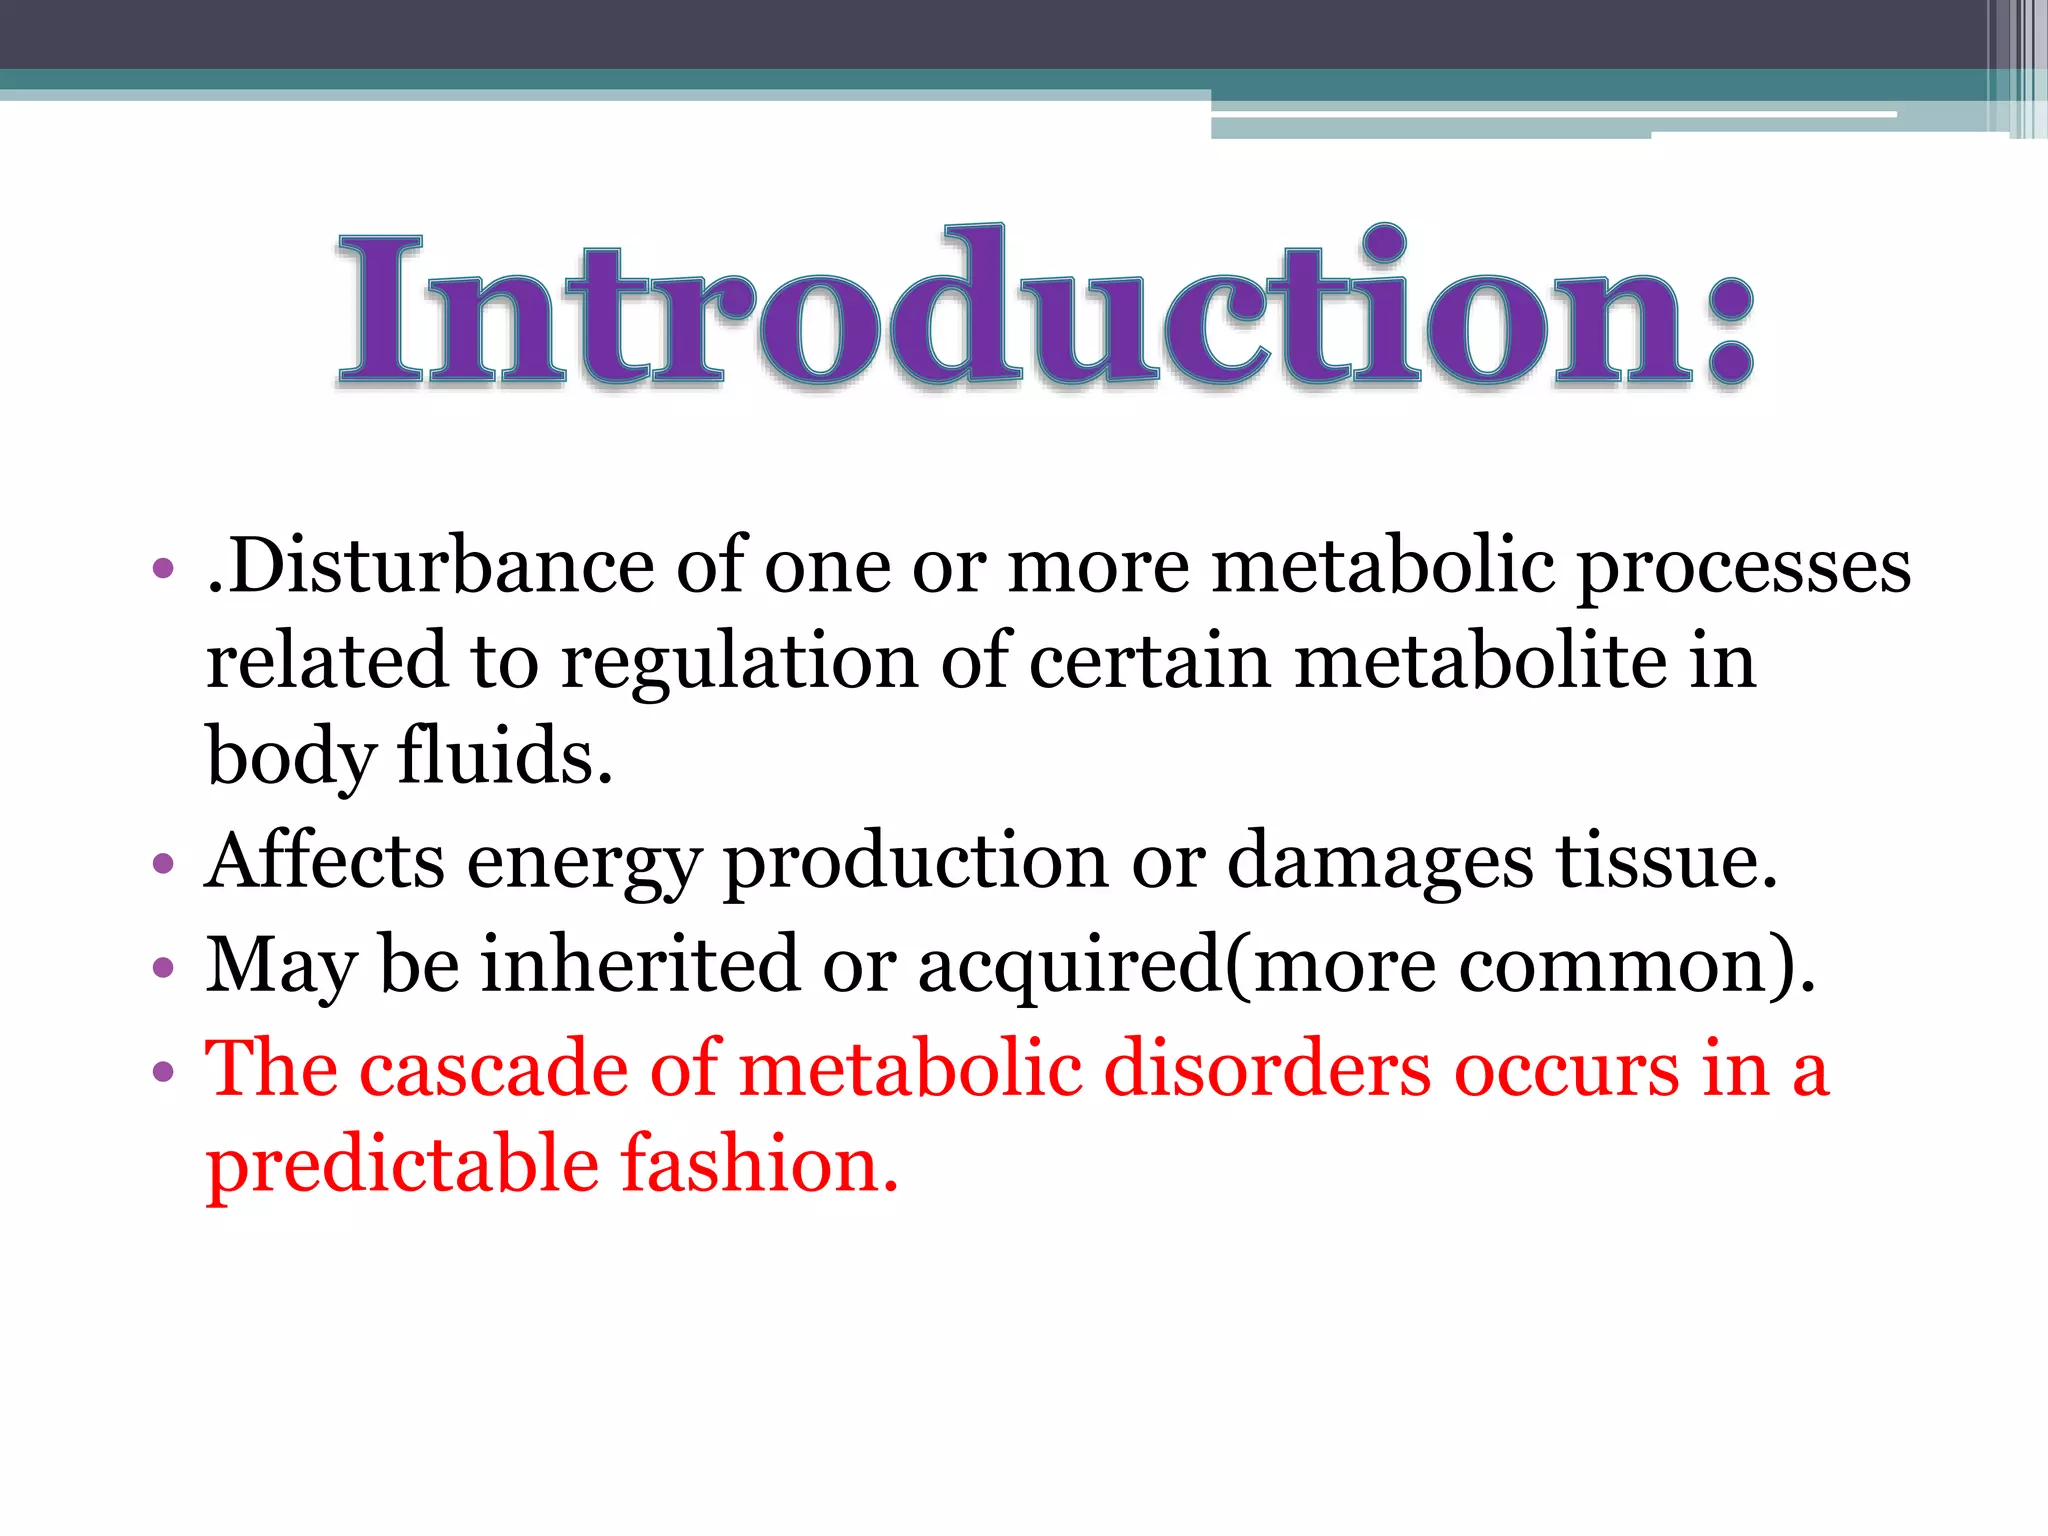 Introduction:
• .Disturbance of one or more metabolic processes
related to regulation of certain metabolite in
body fluids.
• Affects energy production or damages tissue.
• May be inherited or acquired(more common).
• The cascade of metabolic disorders occurs in a
predictable fashion.